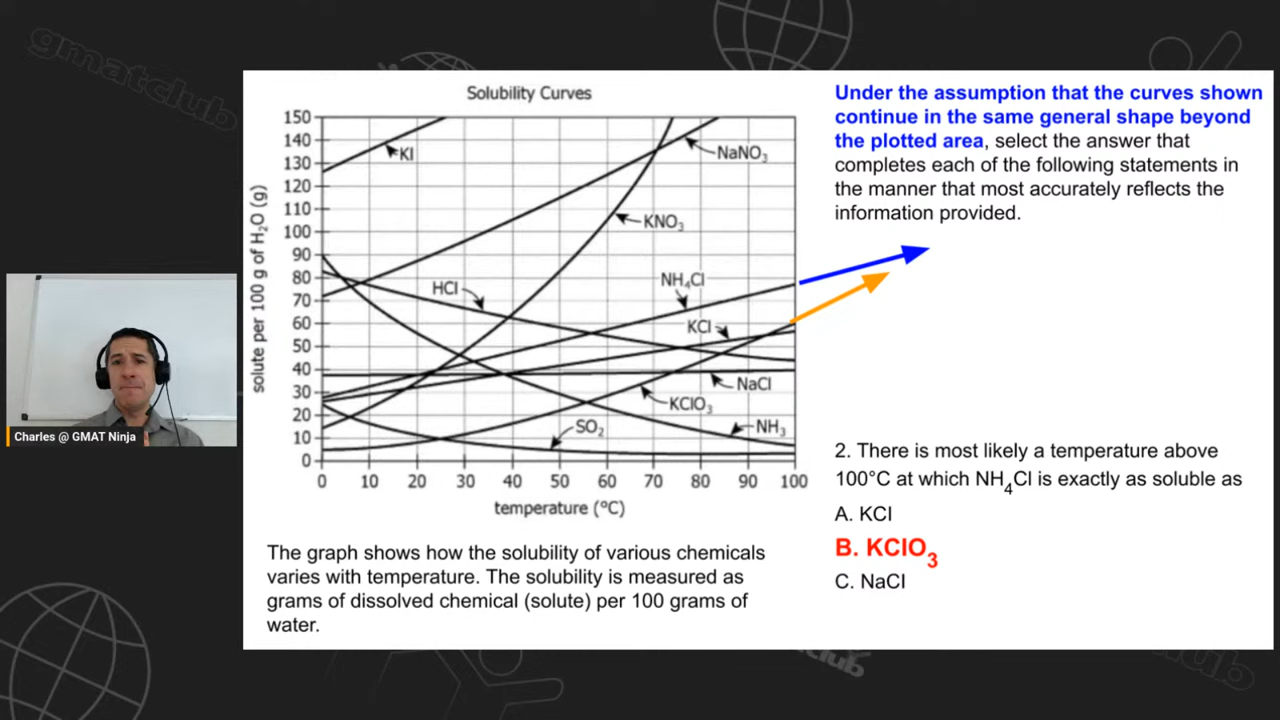 gmatclub
Solubility Curves
150
140
130
120
110
100
90
80
70
60
50
40
30
20
10
0
solute per 100 g of H₂O (g)
KI
NaNO₃
KNO₃
HCl
NH₄Cl
KCl
NaCl
KClO₃
SO₂
NH₃
0 10 20 30 40 50 60 70 80 90 100
temperature (°C)
The graph shows how the solubility of various chemicals
varies with temperature. The solubility is measured as
grams of dissolved chemical (solute) per 100 grams of
water.
Under the assumption that the curves shown
continue in the same general shape beyond
the plotted area, select the answer that
completes each of the following statements in
the manner that most accurately reflects the
information provided.
2. There is most likely a temperature above
100°C at which NH₄Cl is exactly as soluble as
A. KCl
B. KClO₃
C. NaCl
Charles @ GMAT Ninja